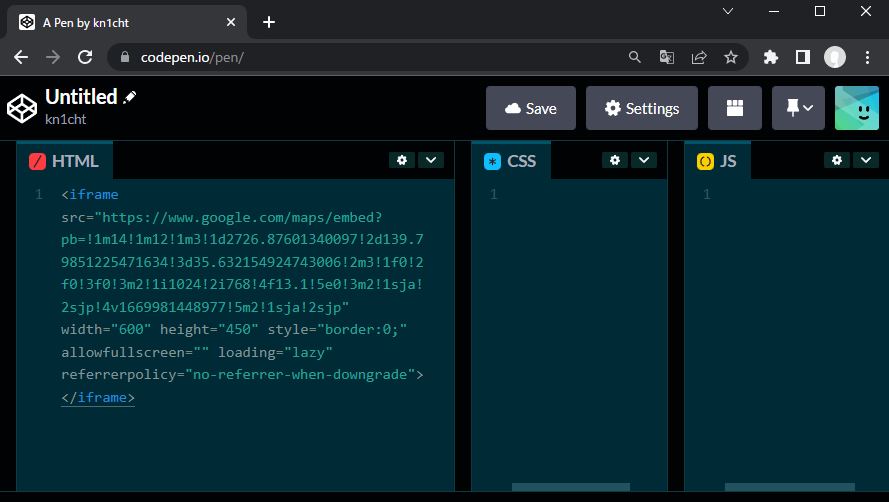 A Pen by kn1cht
codepen.io/pen/
Untitled
kn1cht
Save
Settings
HTML
CSS
JS
1
<iframe
src="https://www.google.com/maps/embed?
pb=!1m14!1m12!1m3!1d2726.87601340097!2d139.7
9851225471634!3d35.632154924743006!2m3!1f0!2
f0!3f0!3m2!1i1024!2i768!4f13.1!5e0!3m2!1sja!
2sjp!4v1669981448977!5m2!1sja!2sjp"
width="600" height="450" style="border:0;"
allowfullscreen="" loading="lazy"
referrerpolicy="no-referrer-when-downgrade">
</iframe>
1
1